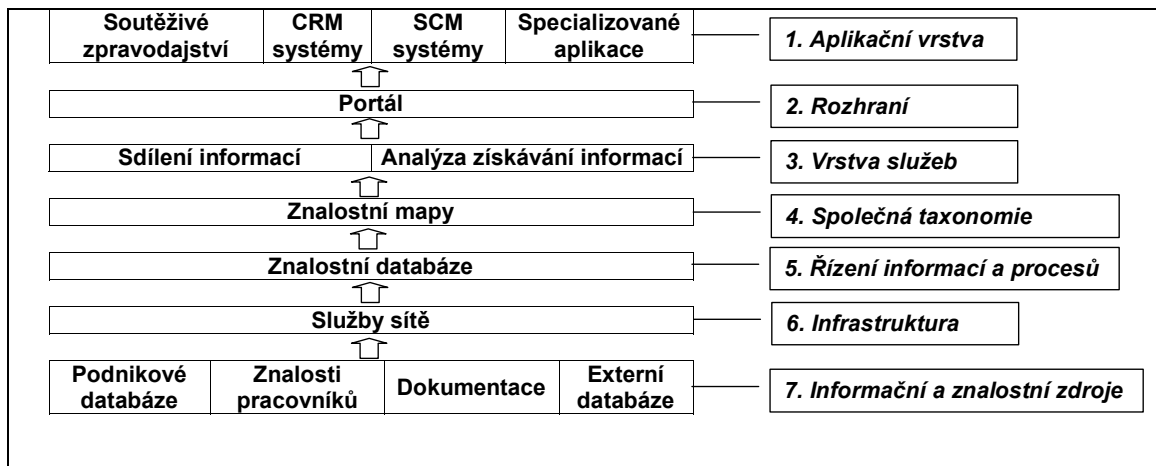 Soutěživé
zpravodajství
CRM
systémy
SCM
systémy
Specializované
aplikace
1. Aplikační vrstva
Portál
2. Rozhraní
Sdílení informací
Analýza získávání informací
3. Vrstva služeb
Znalostní mapy
4. Společná taxonomie
Znalostní databáze
5. Řízení informací a procesů
Služby sítě
6. Infrastruktura
Podnikové
databáze
Znalosti
pracovníků
Dokumentace
Externí
databáze
7. Informační a znalostní zdroje